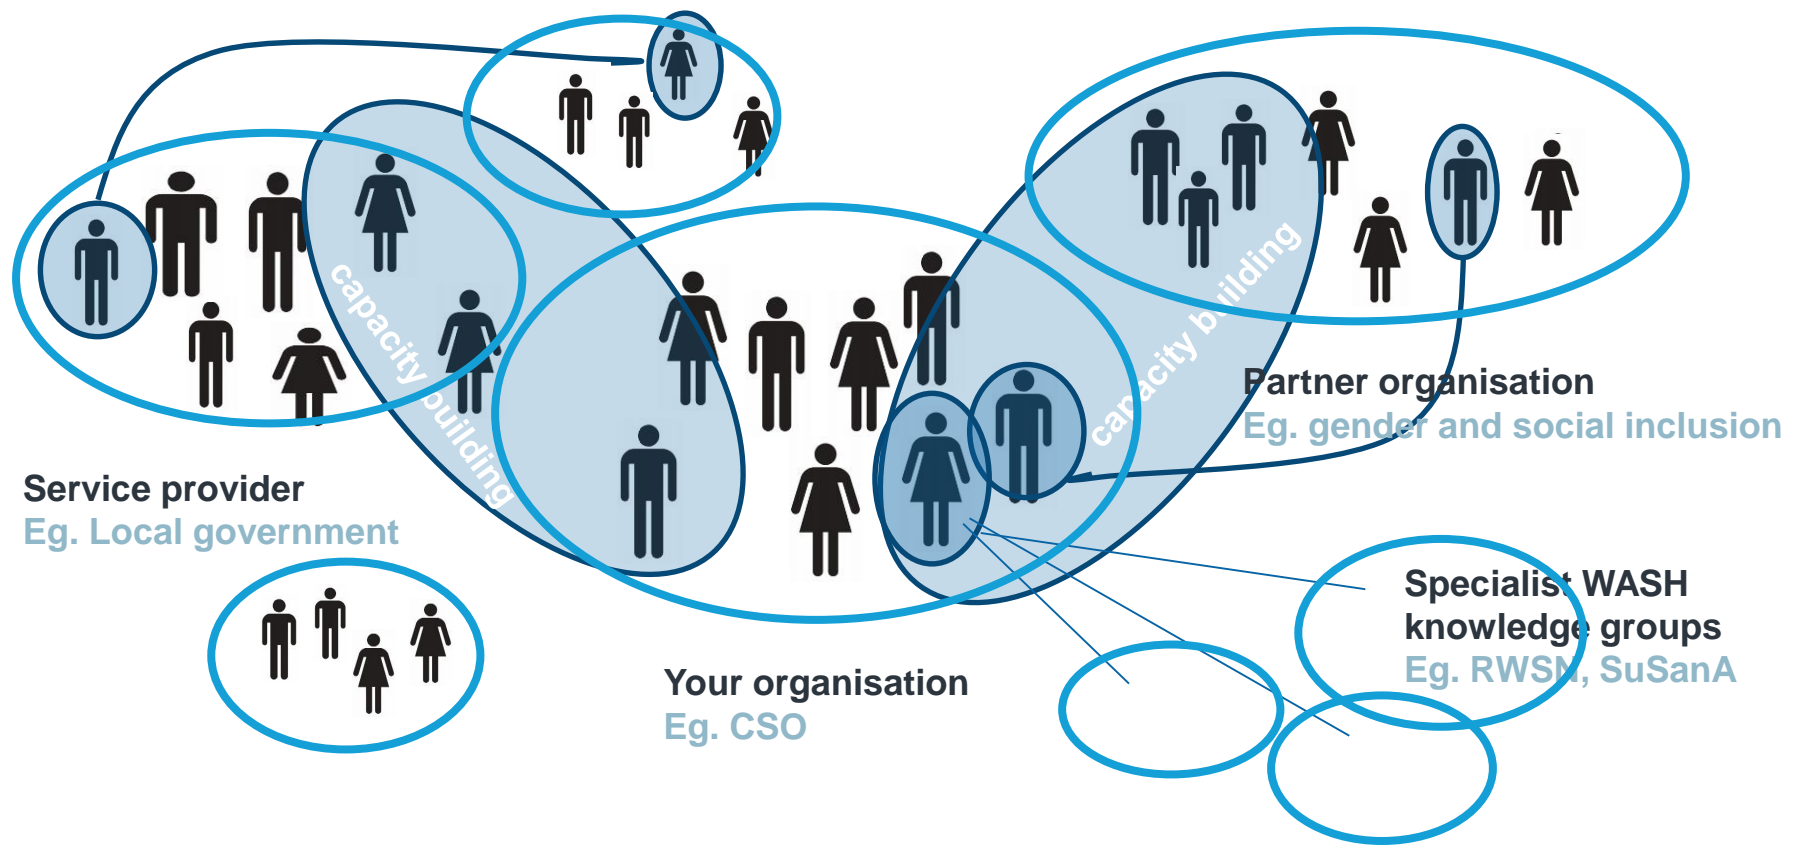 capacity building
capacity building
Partner organisation
Eg. gender and social inclusion
Service provider
Eg. Local government
Specialist WASH
knowledge groups
Eg. RWSN, SuSanA
Your organisation
Eg. CSO